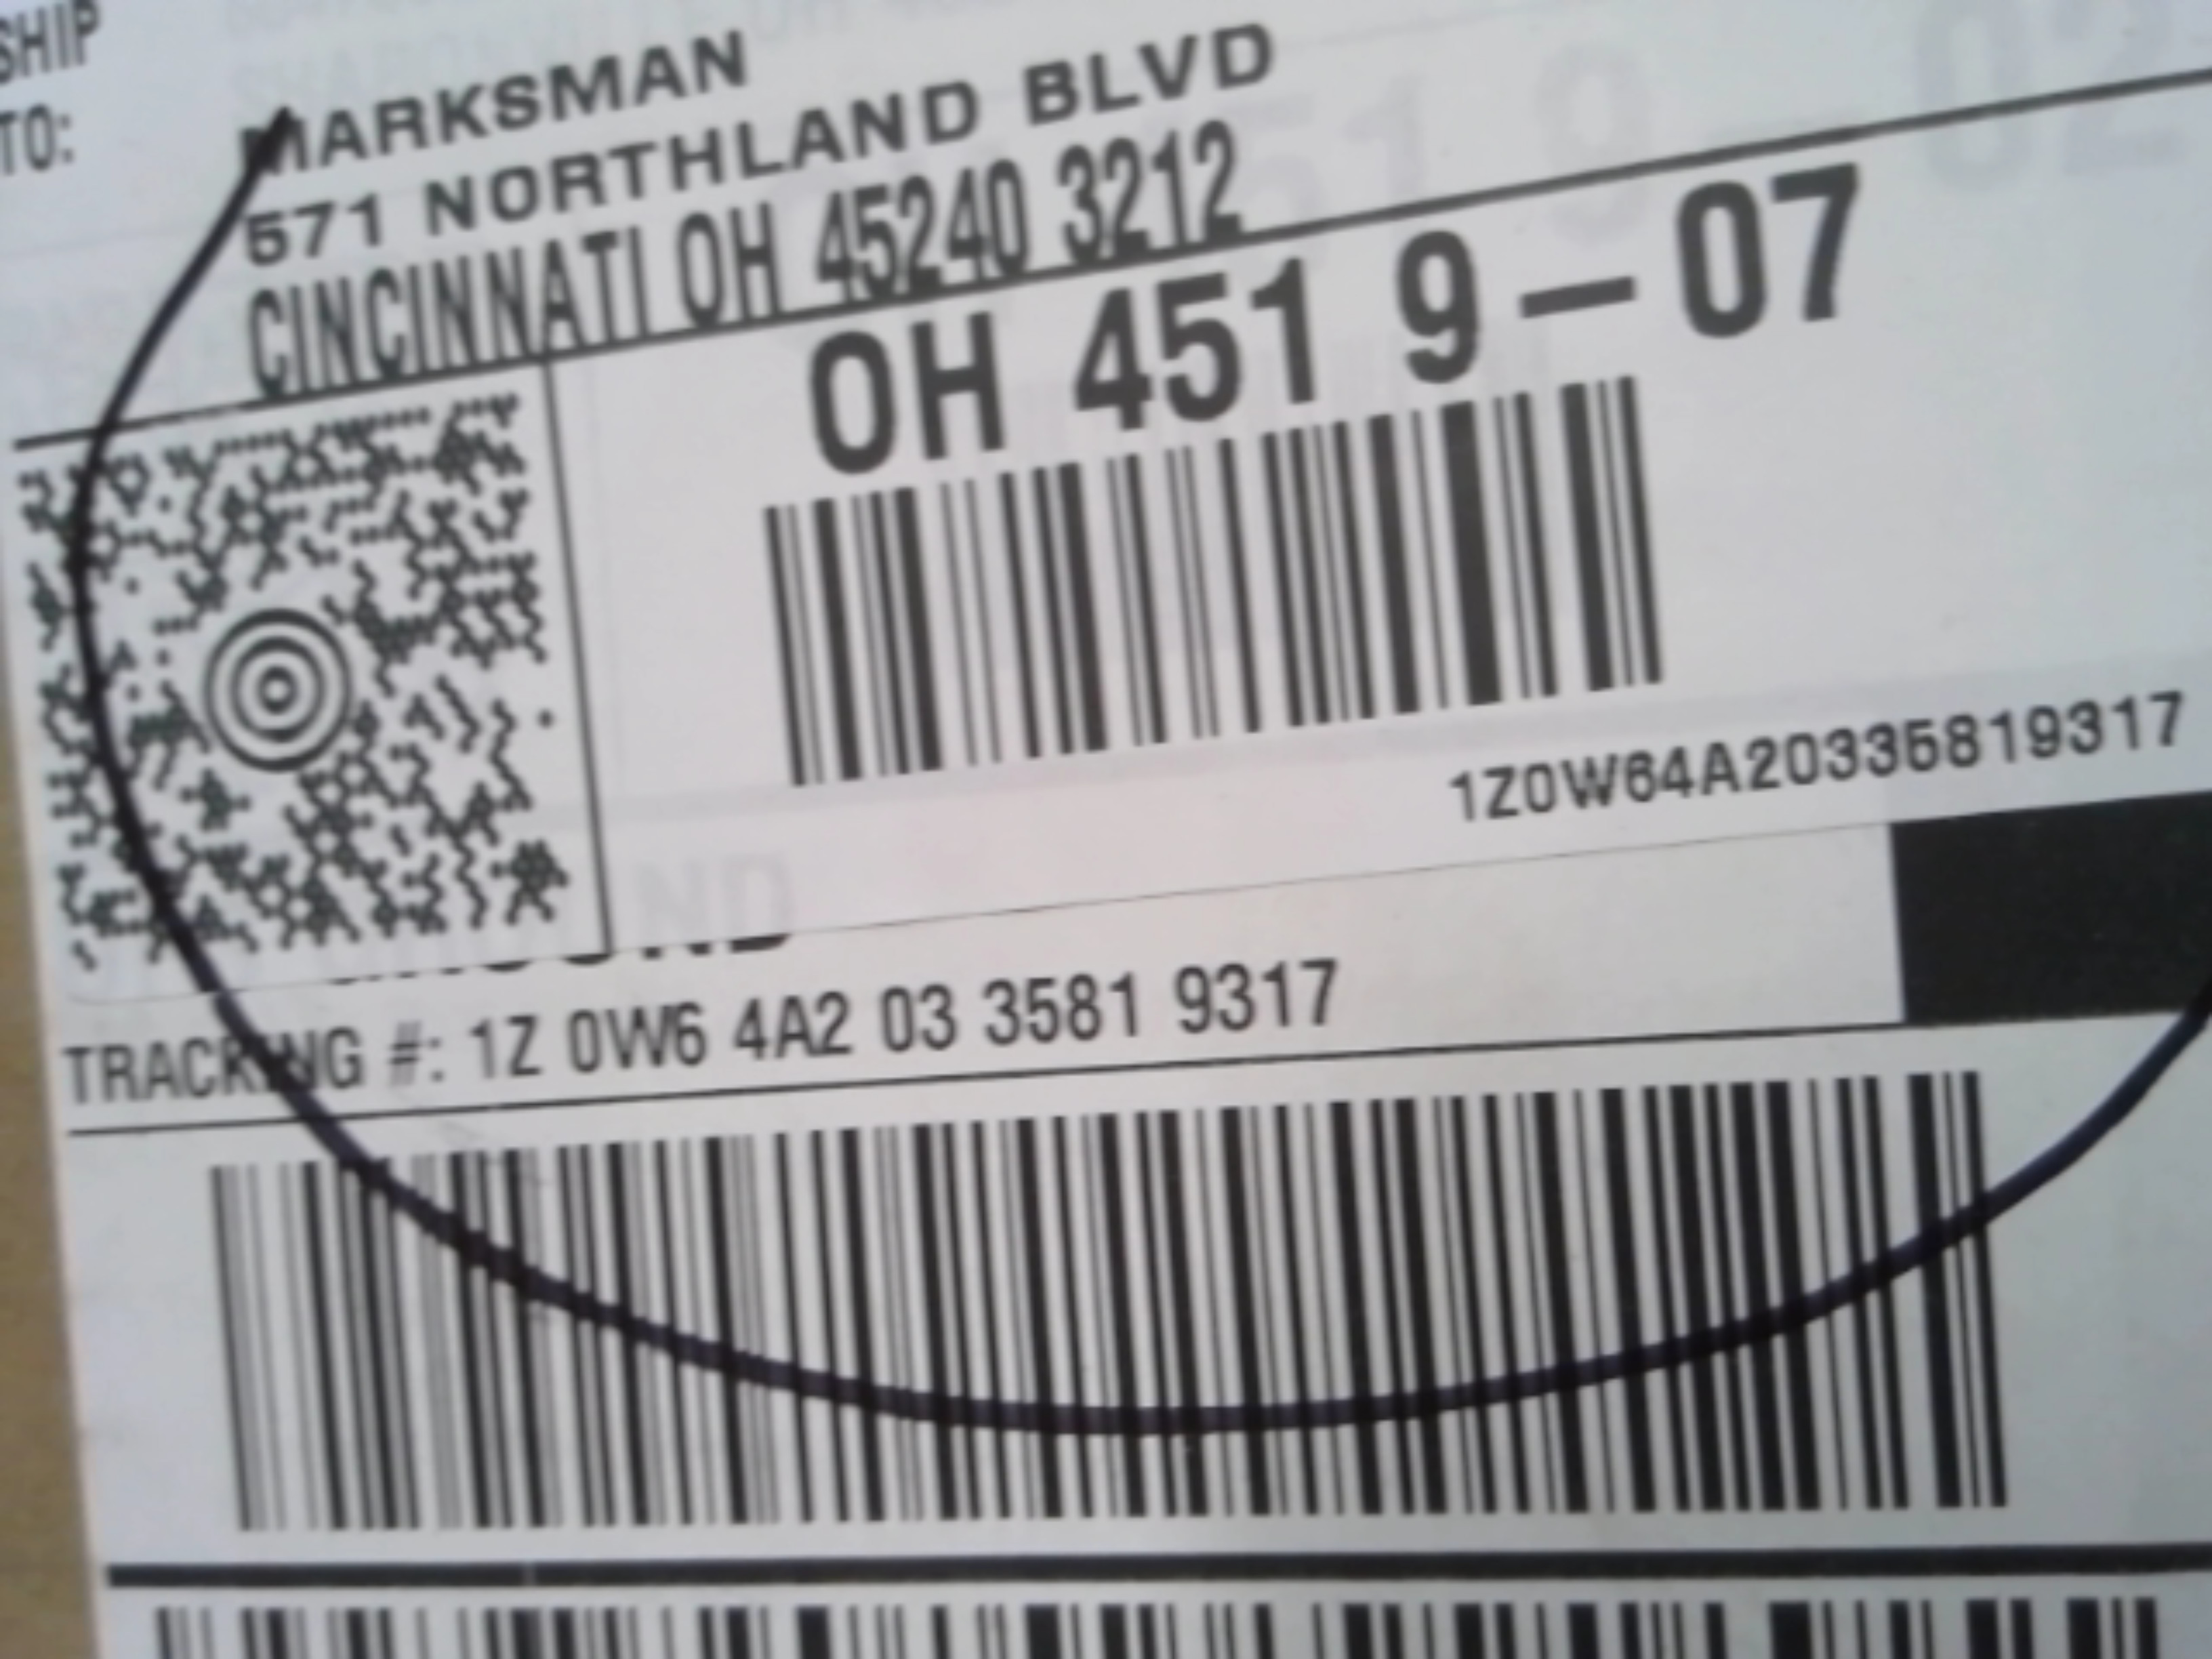 SHIP
TO:
MARKSMAN
571 NORTHLAND BLVD
CINCINNATI OH 45240 3212
OH 451 9-07
1Z0W64A20335819317
TRACKING #: 1Z 0W6 4A2 03 3581 9317